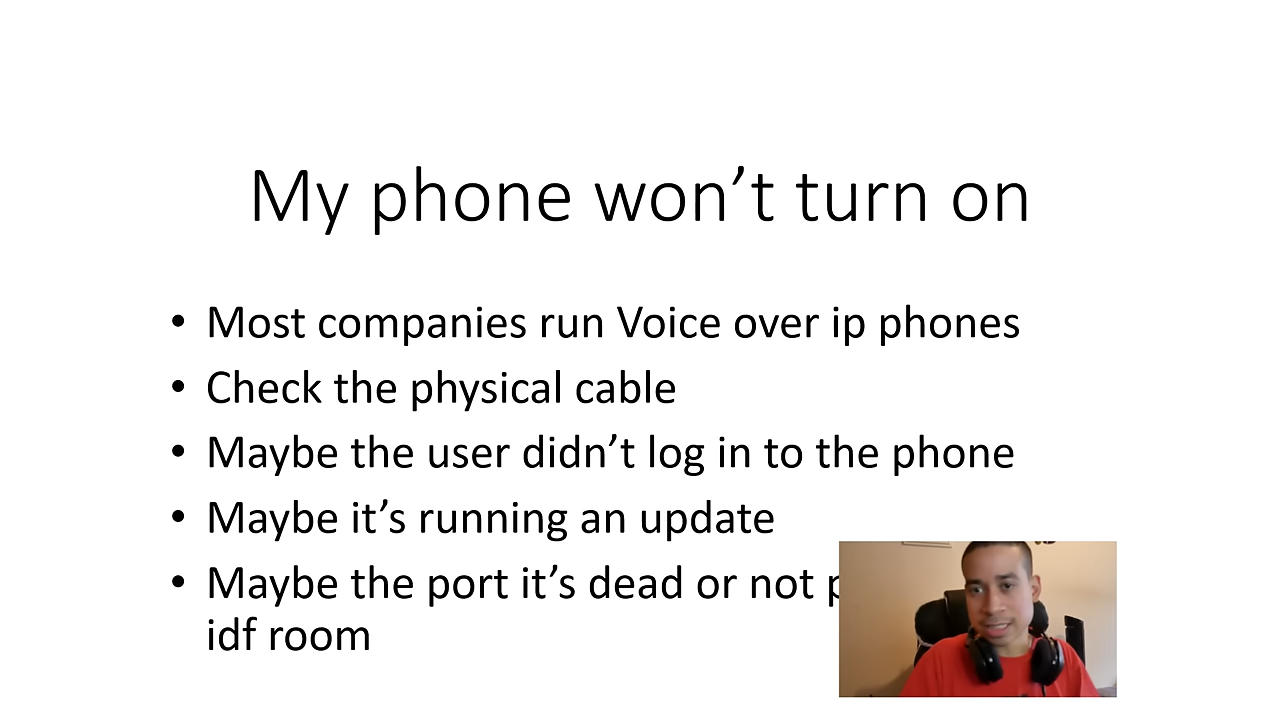 My phone won’t turn on
• Most companies run Voice over ip phones
• Check the physical cable
• Maybe the user didn’t log in to the phone
• Maybe it’s running an update
• Maybe the port it’s dead or not
idf room